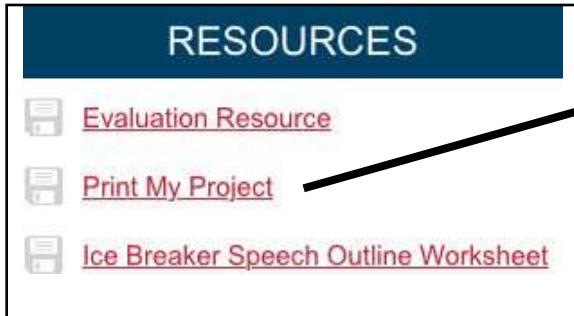 RESOURCES
Evaluation Resource
Print My Project
Ice Breaker Speech Outline Worksheet